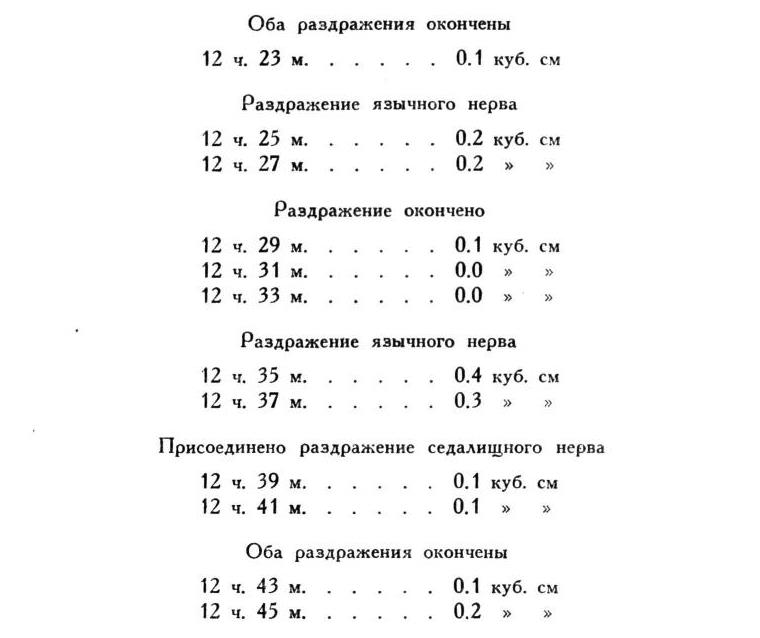 Оба раздражения окончены
12 ч. 23 м. . . . . . 0.1 куб. см
Раздражение язычного нерва
12 ч. 25 м. . . . . . 0.2 куб. см
12 ч. 27 м. . . . . . 0.2 » »
Раздражение окончено
12 ч. 29 м. . . . . . 0.1 куб. см
12 ч. 31 м. . . . . . 0.0 » »
12 ч. 33 м. . . . . . 0.0 » »
Раздражение язычного нерва
12 ч. 35 м. . . . . . 0.4 куб. см
12 ч. 37 м. . . . . . 0.3 » »
Присоединено раздражение седалищного нерва
12 ч. 39 м. . . . . . 0.1 куб. см
12 ч. 41 м. . . . . . 0.1 » »
Оба раздражения окончены
12 ч. 43 м. . . . . . 0.1 куб. см
12 ч. 45 м. . . . . . 0.2 » »